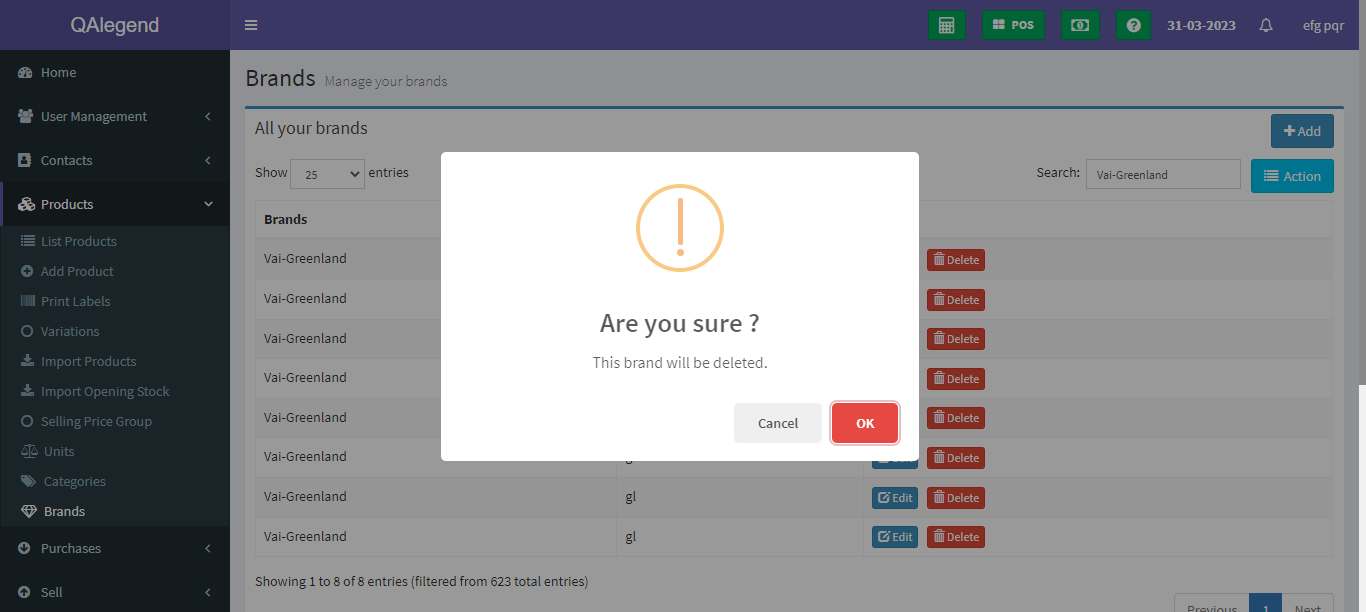 QAlegend
POS
31-03-2023
efg pqr
Home
User Management
Contacts
Products
List Products
Add Product
Print Labels
Variations
Import Products
Import Opening Stock
Selling Price Group
Units
Categories
Brands
Purchases
Sell
Brands Manage your brands
All your brands
Add
Show 25 entries
Search: Vai-Greenland
Action
Brands
Vai-Greenland Delete
Vai-Greenland Delete
Vai-Greenland Delete
Vai-Greenland Delete
Vai-Greenland Delete
Vai-Greenland Delete
Vai-Greenland gl Edit Delete
Vai-Greenland gl Edit Delete
Showing 1 to 8 of 8 entries (filtered from 623 total entries)
Previous 1 Next
Are you sure ?
This brand will be deleted.
Cancel OK